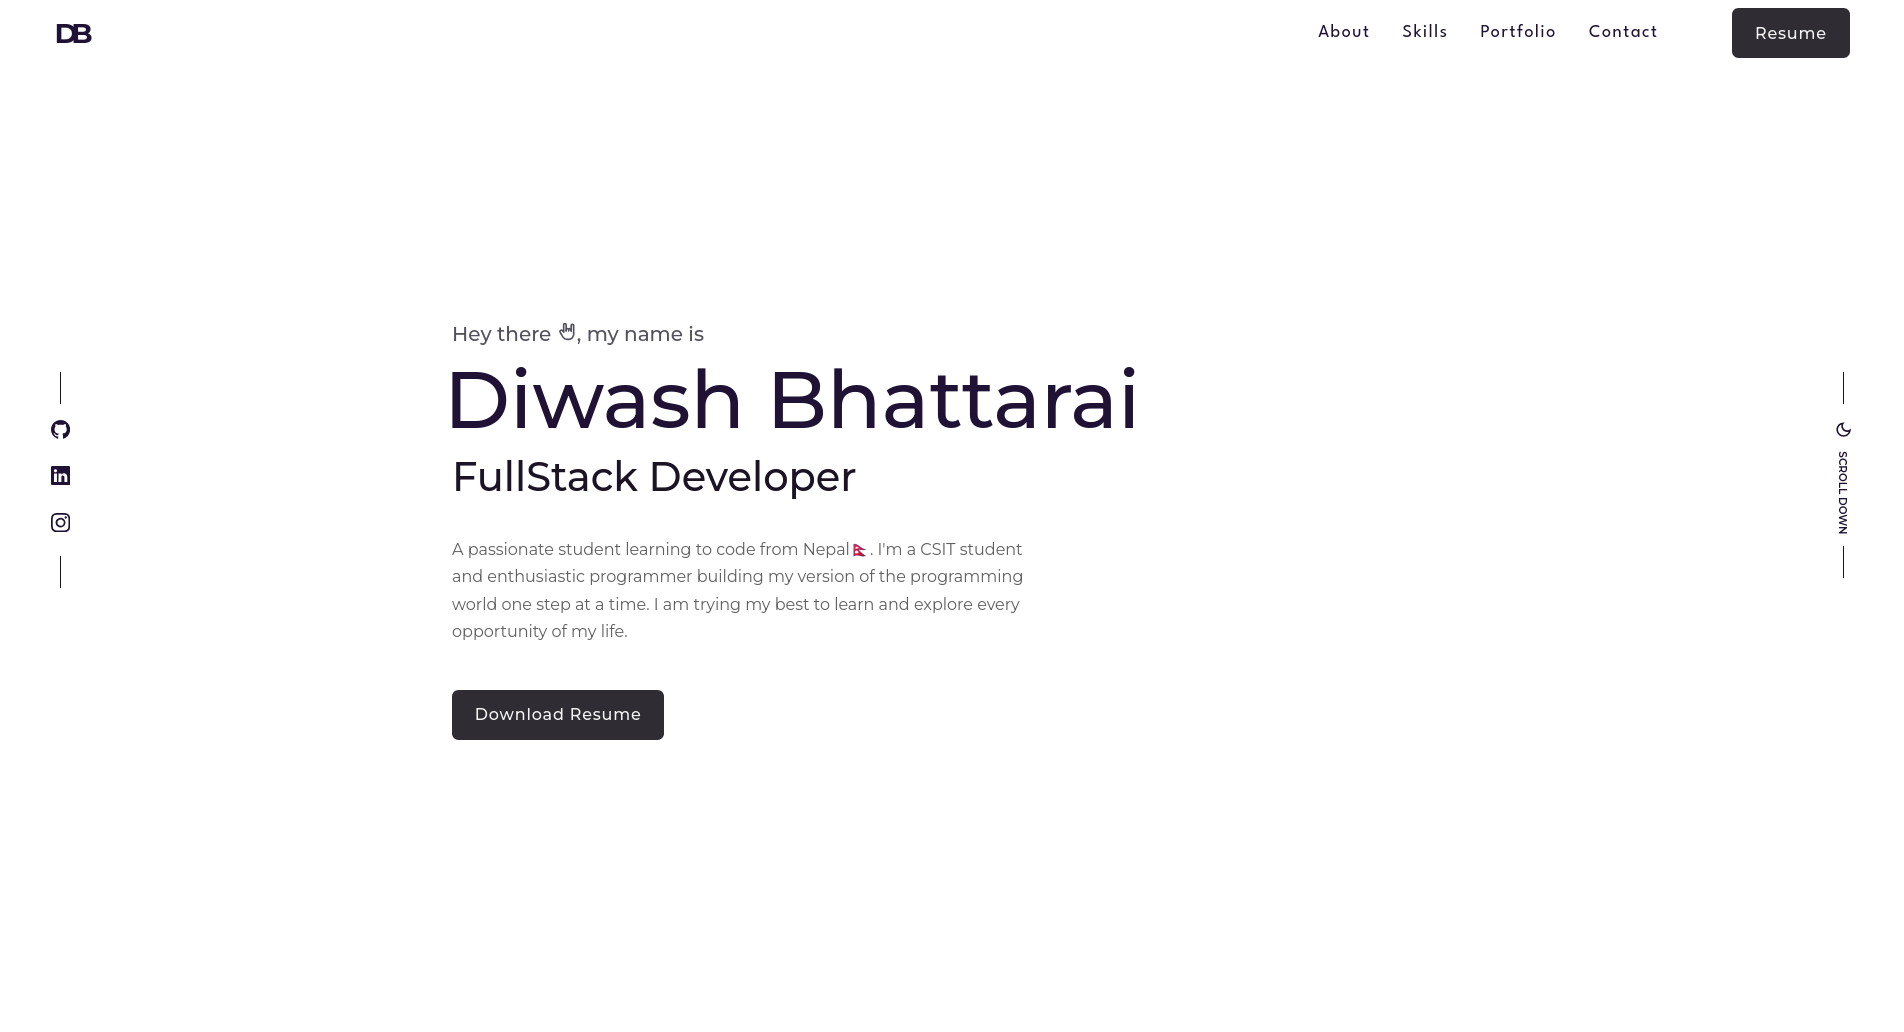 DB
About
Skills
Portfolio
Contact
Resume
Hey there 🤘, my name is
Diwash Bhattarai
FullStack Developer
A passionate student learning to code from Nepal🇳🇵. I'm a CSIT student
and enthusiastic programmer building my version of the programming
world one step at a time. I am trying my best to learn and explore every
opportunity of my life.
Download Resume
SCROLL DOWN